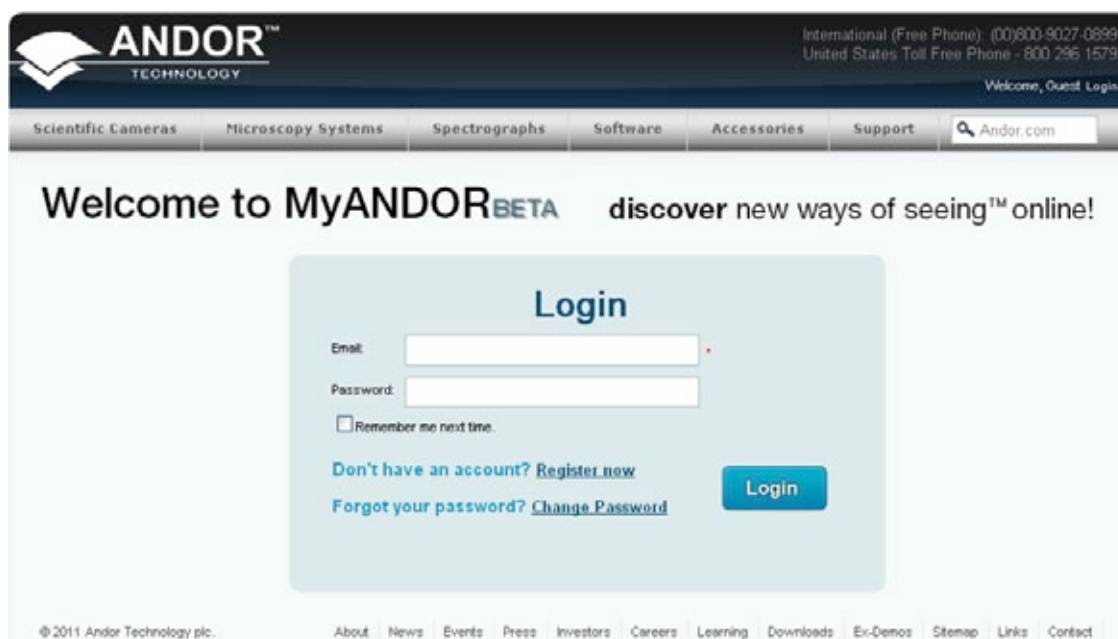 ANDOR™
TECHNOLOGY
International (Free Phone): (00)800-9027-0899
United States Toll Free Phone - 800 296 1579
Welcome, Guest Login
Scientific Cameras Microscopy Systems Spectrographs Software Accessories Support Andor.com
Welcome to MyANDOR BETA discover new ways of seeing™ online!
Login
Email: *
Password:
Remember me next time.
Don't have an account? Register now
Login
Forgot your password? Change Password
© 2011 Andor Technology plc. About News Events Press Investors Careers Learning Downloads Ex-Demos Sitemap Links Contact